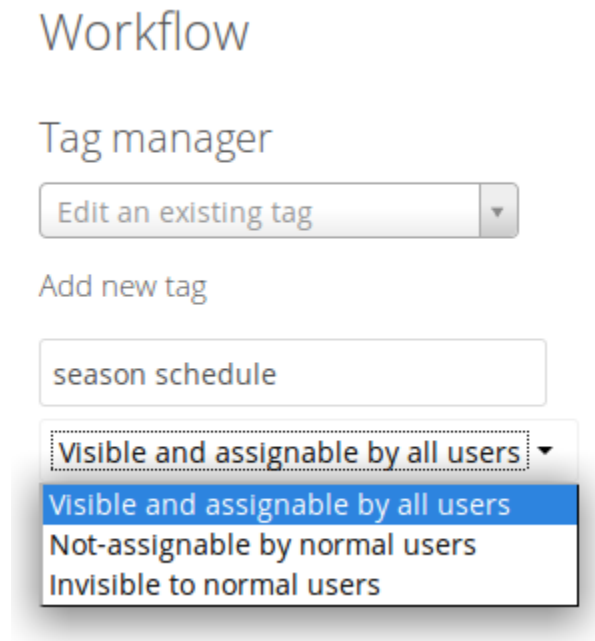 Workflow
Tag manager
Edit an existing tag
Add new tag
season schedule
Visible and assignable by all users
Visible and assignable by all users
Not-assignable by normal users
Invisible to normal users